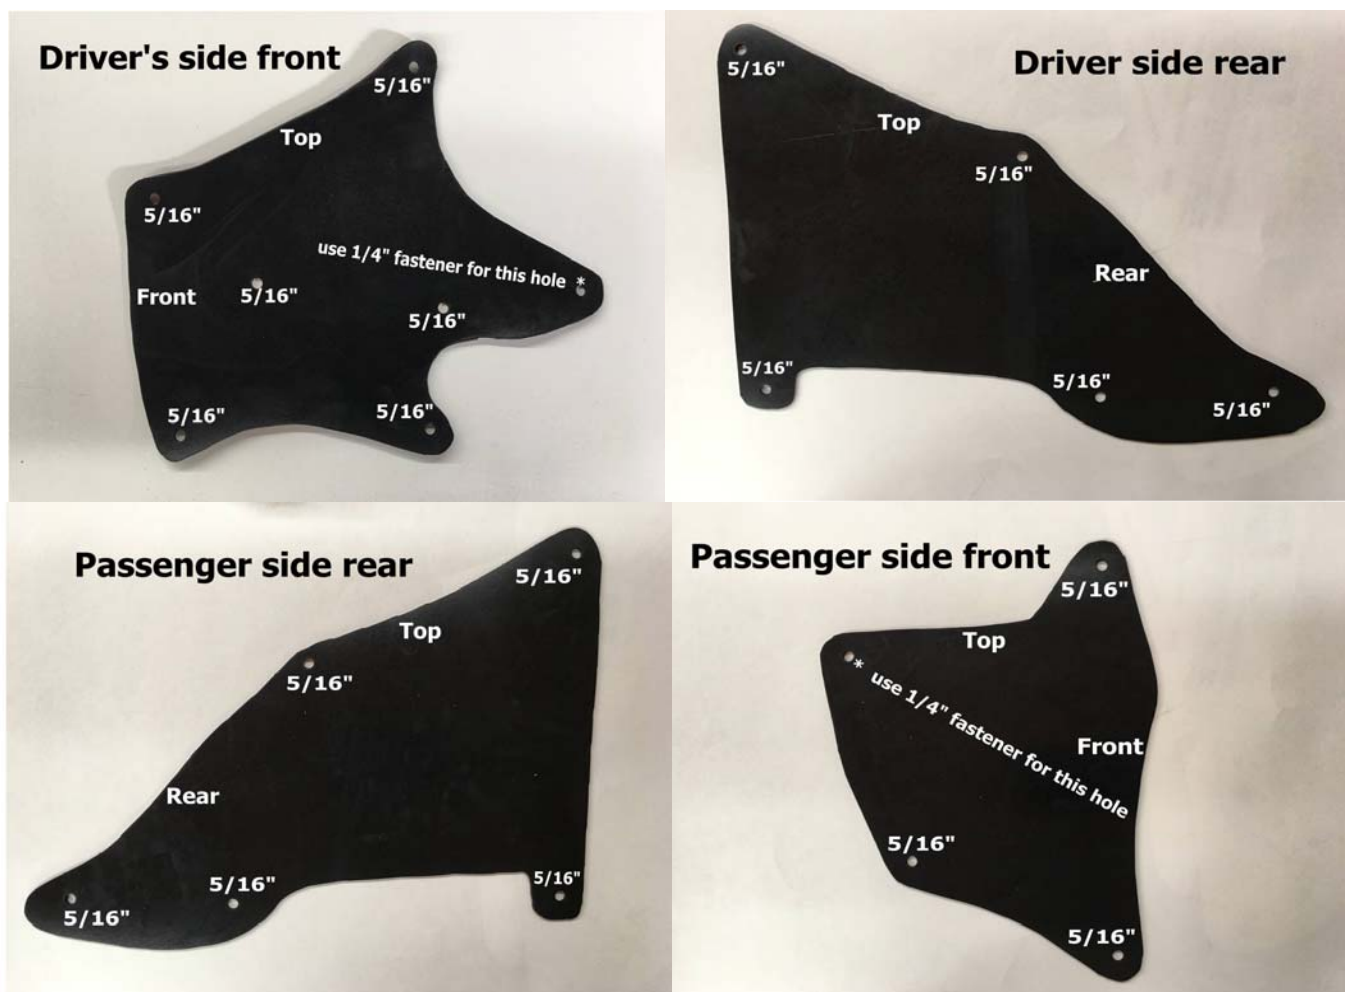 Driver's side front
5/16"
Top
5/16"
use 1/4" fastener for this hole *
Front
5/16"
5/16"
5/16"
5/16"
Driver side rear
5/16"
Top
5/16"
Rear
5/16"
5/16"
5/16"
Passenger side rear
5/16"
Top
5/16"
Rear
5/16"
5/16"
5/16"
Passenger side front
5/16"
Top
* use 1/4" fastener for this hole
Front
5/16"
5/16"